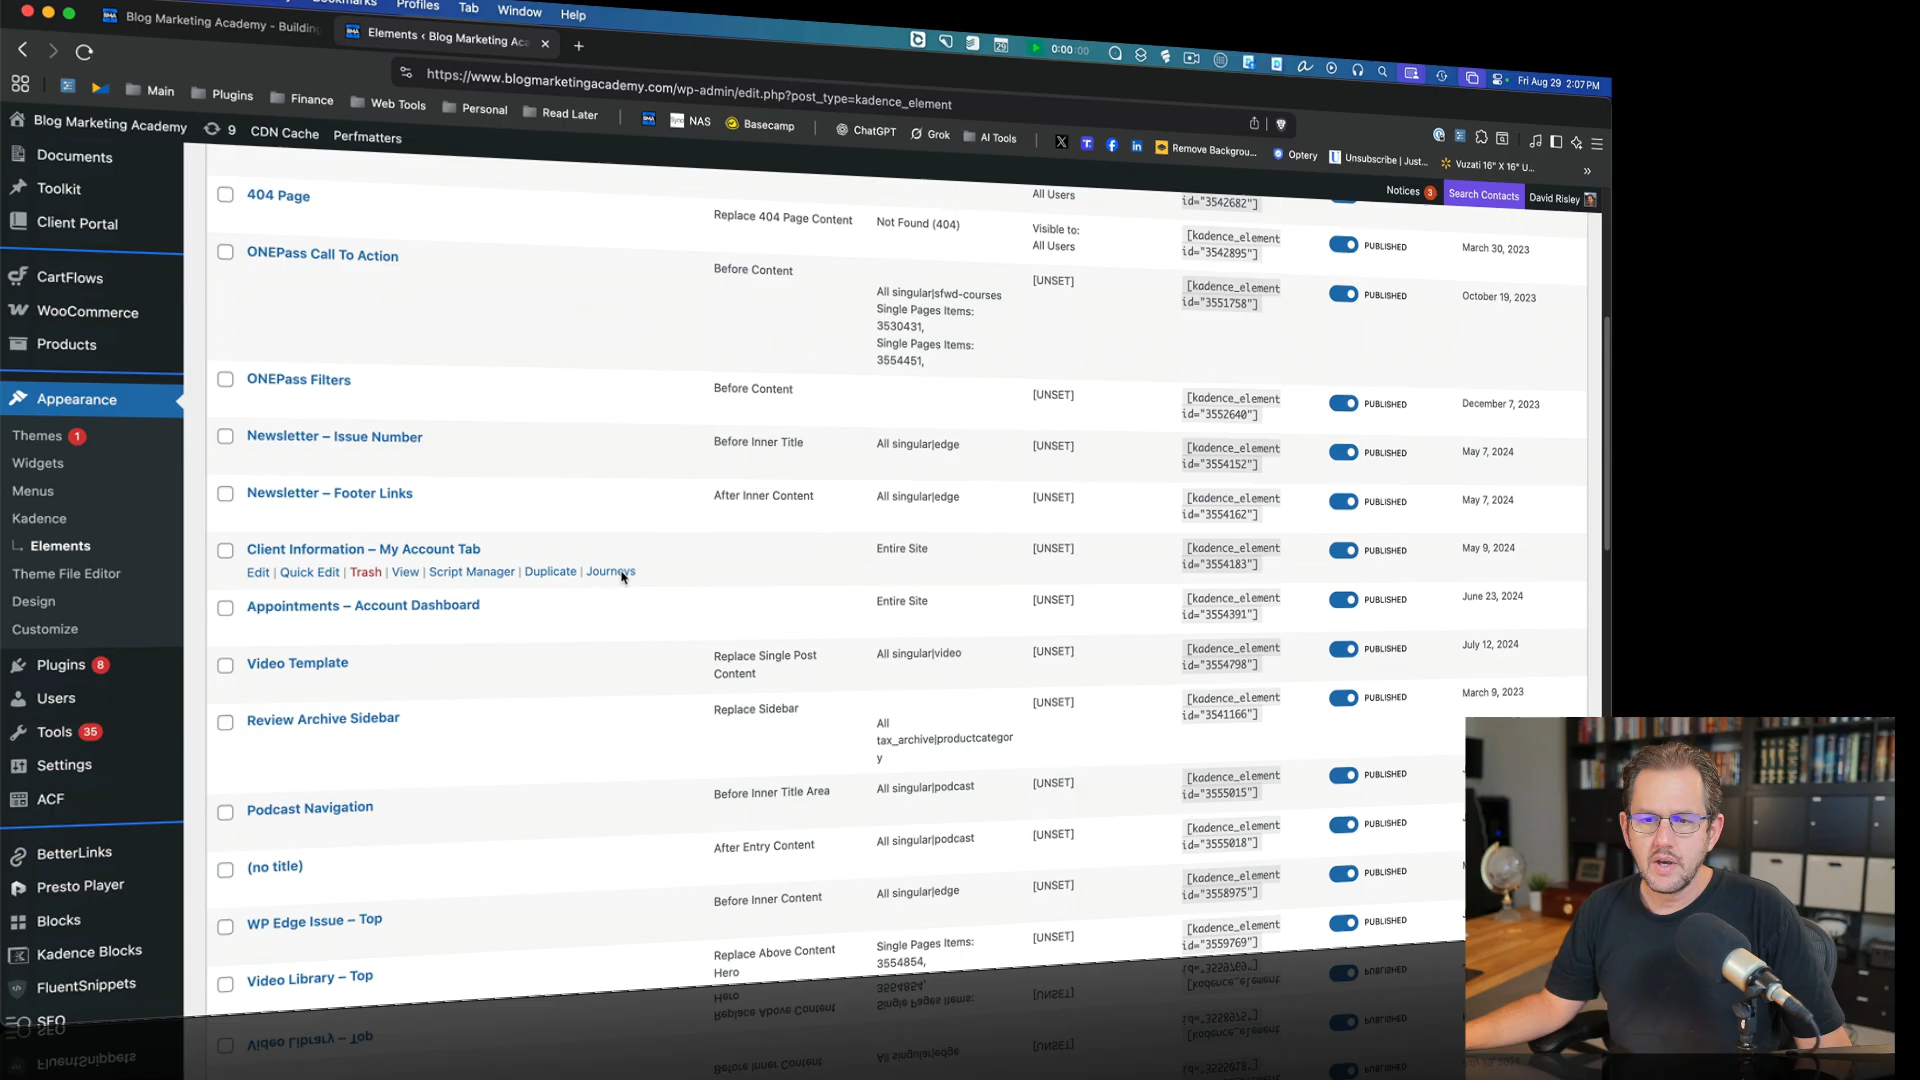 Bookmarks Profiles Tab Window Help
0:00:00 Fri Aug 29 2:07PM
Blog Marketing Academy - Building
Elements ‹ Blog Marketing Aca
https://www.blogmarketingacademy.com/wp-admin/edit.php?post_type=kadence_element
Main Plugins Finance Web Tools Personal Read Later NAS Basecamp ChatGPT Grok AI Tools Remove Backgrou... Optery Unsubscribe | Just... Vuzati 16" X 16" U...
Blog Marketing Academy 9 CDN Cache Perfmatters
Notices 3 Search Contacts David Risley
Documents
Toolkit
Client Portal
CartFlows
WooCommerce
Products
Appearance
Themes 1
Widgets
Menus
Kadence
Elements
Theme File Editor
Design
Customize
Plugins 8
Users
Tools 35
Settings
ACF
BetterLinks
Presto Player
Blocks
Kadence Blocks
FluentSnippets
SEO
All Users
id="3542682"]
404 Page
Replace 404 Page Content
Not Found (404)
Visible to:
All Users
[kadence_element
id="3542895"]
PUBLISHED
March 30, 2023
ONEPass Call To Action
Before Content
All singular|sfwd-courses
Single Pages Items:
3530431,
Single Pages Items:
3554451,
[UNSET]
[kadence_element
id="3551758"]
PUBLISHED
October 19, 2023
ONEPass Filters
Before Content
[UNSET]
[kadence_element
id="3552640"]
PUBLISHED
December 7, 2023
Newsletter – Issue Number
Before Inner Title
All singular|edge
[UNSET]
[kadence_element
id="3554152"]
PUBLISHED
May 7, 2024
Newsletter – Footer Links
After Inner Content
All singular|edge
[UNSET]
[kadence_element
id="3554162"]
PUBLISHED
May 7, 2024
Client Information – My Account Tab
Edit | Quick Edit | Trash | View | Script Manager | Duplicate | Journeys
Entire Site
[UNSET]
[kadence_element
id="3554183"]
PUBLISHED
May 9, 2024
Appointments – Account Dashboard
Entire Site
[UNSET]
[kadence_element
id="3554391"]
PUBLISHED
June 23, 2024
Video Template
Replace Single Post
Content
All singular|video
[UNSET]
[kadence_element
id="3554798"]
PUBLISHED
July 12, 2024
Review Archive Sidebar
Replace Sidebar
All
tax_archive|productcategor
y
[UNSET]
[kadence_element
id="3541166"]
PUBLISHED
March 9, 2023
Podcast Navigation
Before Inner Title Area
All singular|podcast
[UNSET]
[kadence_element
id="3555015"]
PUBLISHED
(no title)
After Entry Content
All singular|podcast
[UNSET]
[kadence_element
id="3555018"]
PUBLISHED
WP Edge Issue – Top
Before Inner Content
All singular|edge
[UNSET]
[kadence_element
id="3558975"]
PUBLISHED
Video Library – Top
Replace Above Content
Hero
Single Pages Items:
3554854,
[UNSET]
[kadence_element
id="3559769"]
PUBLISHED